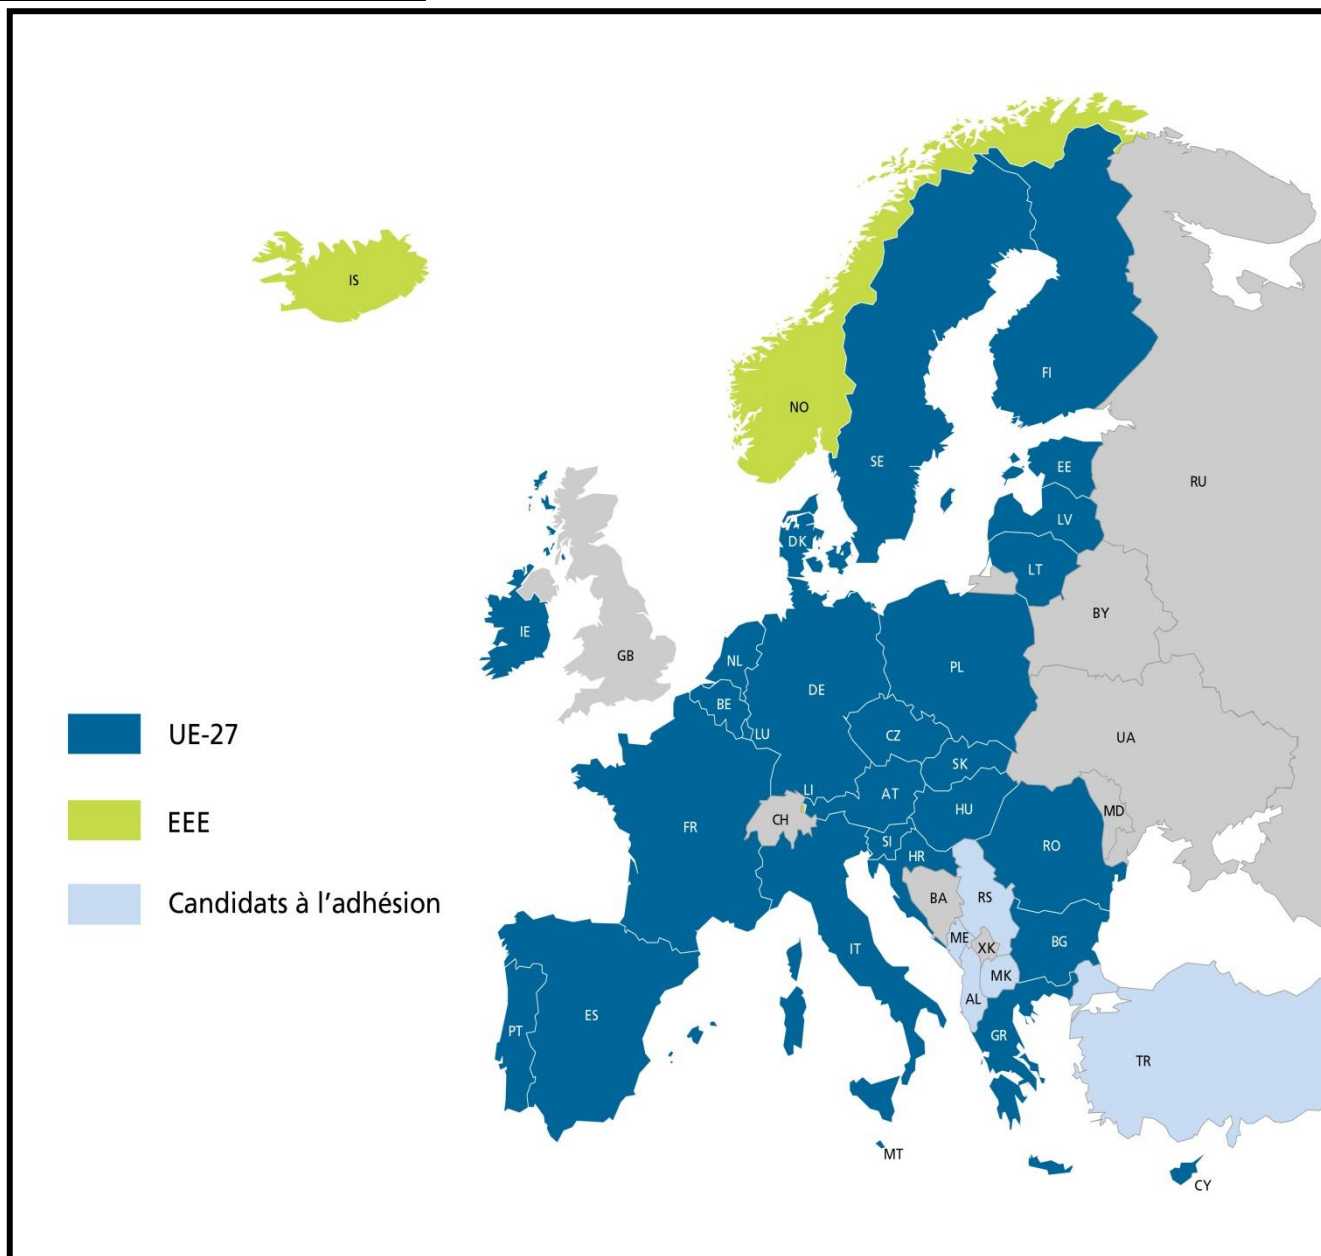 IS
NO
FI
SE
EE
RU
LV
DK
LT
BY
IE
GB
NL
PL
DE
BE
UE-27
LU
CZ
UA
SK
LI
AT
HU
MD
EEE
CH
FR
SI
RO
HR
BA
RS
Candidats à l’adhésion
ME
BG
IT
XK
MK
AL
ES
PT
GR
TR
MT
CY